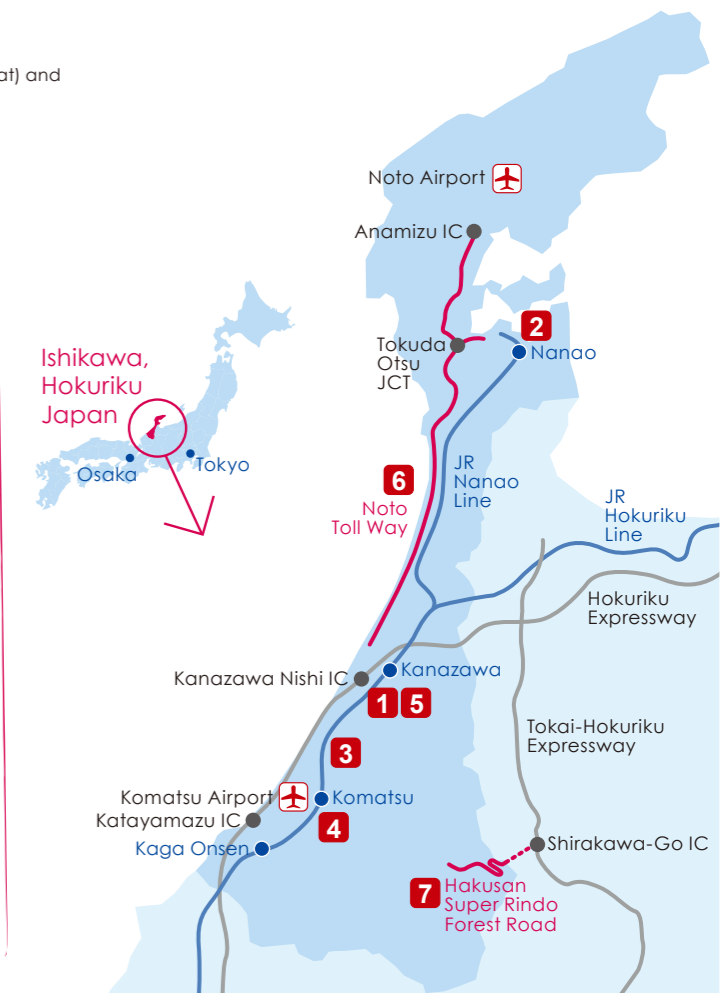 at) and
Noto Airport
Anamizu IC
2
Tokuda
Otsu
JCT
Nanao
Ishikawa,
Hokuriku
Japan
Osaka
Tokyo
6
Noto
Toll Way
JR
Nanao
Line
JR
Hokuriku
Line
Hokuriku
Expressway
Kanazawa Nishi IC
Kanazawa
1 5
Tokai-Hokuriku
Expressway
3
Komatsu Airport
Komatsu
Katayamazu IC
4
Kaga Onsen
Shirakawa-Go IC
7
Hakusan
Super Rindo
Forest Road